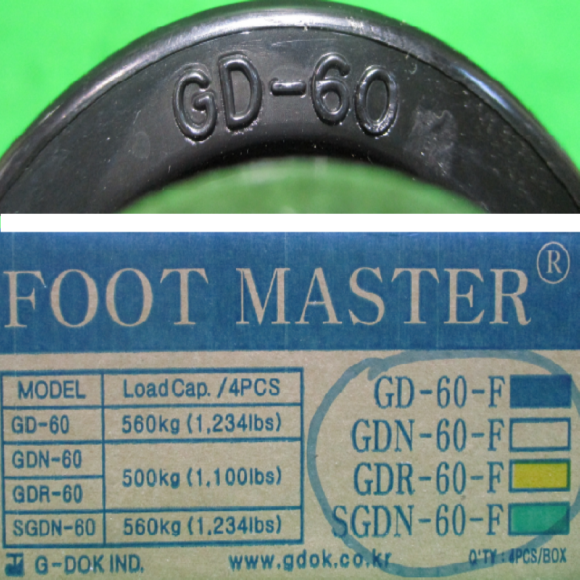 GD-60
FOOT MASTER®
MODEL LoadCap. /4PCS
GD-60 560kg (1,234lbs)
GDN-60 500kg (1,100lbs)
GDR-60
SGDN-60 560kg (1,234lbs)
GD-60-F
GDN-60-F
GDR-60-F
SGDN-60-F
G-DOK IND. www.gdok.co.kr Q'TY : 4PCS/BOX